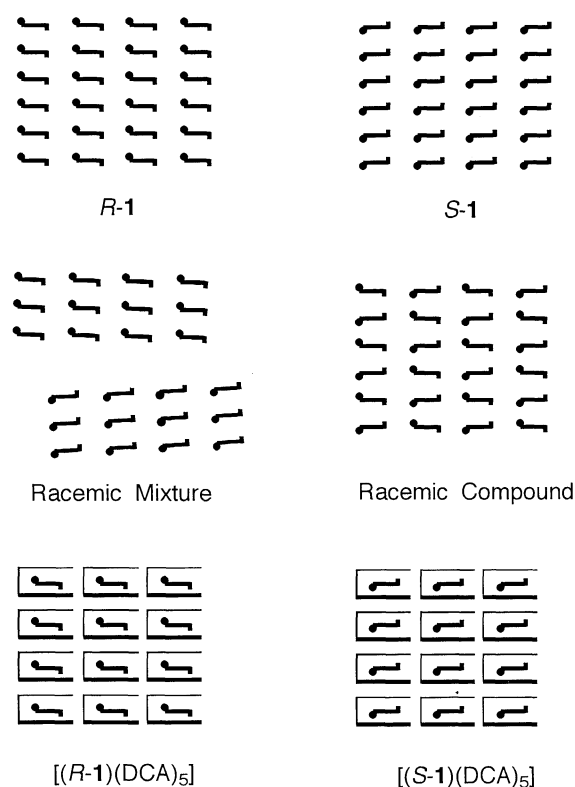 R-1
S-1
Racemic Mixture
Racemic Compound
[(R-1)(DCA)₅]
[(S-1)(DCA)₅]